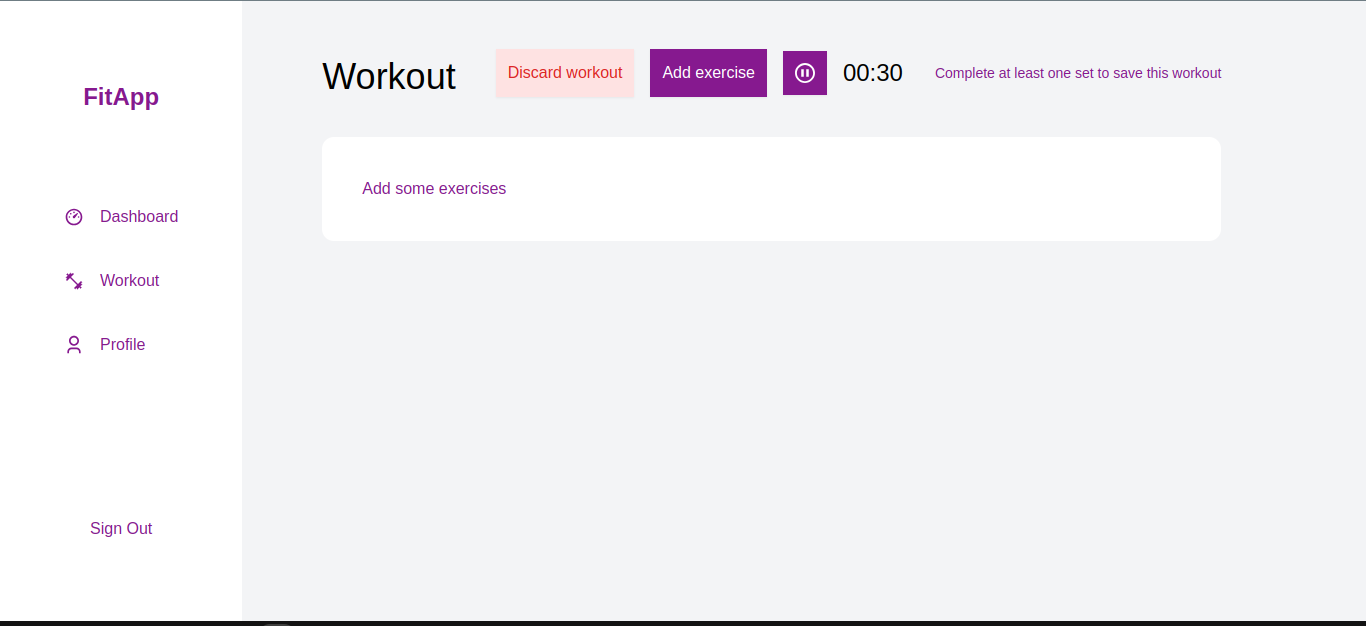 FitApp
Dashboard
Workout
Profile
Sign Out
Workout
Discard workout
Add exercise
00:30
Complete at least one set to save this workout
Add some exercises